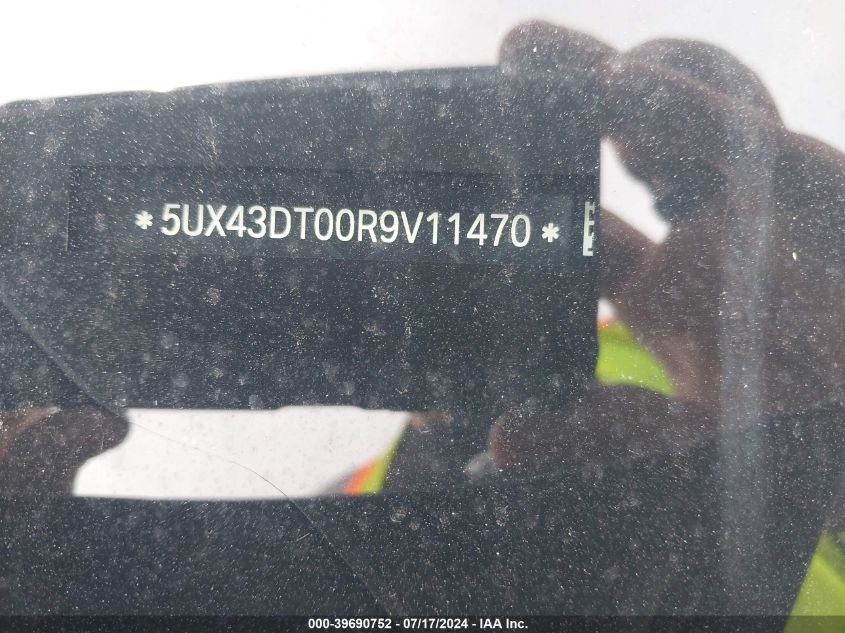 *5UX43DT00R9V11470*
000-39690752 - 07/17/2024 - IAA Inc.